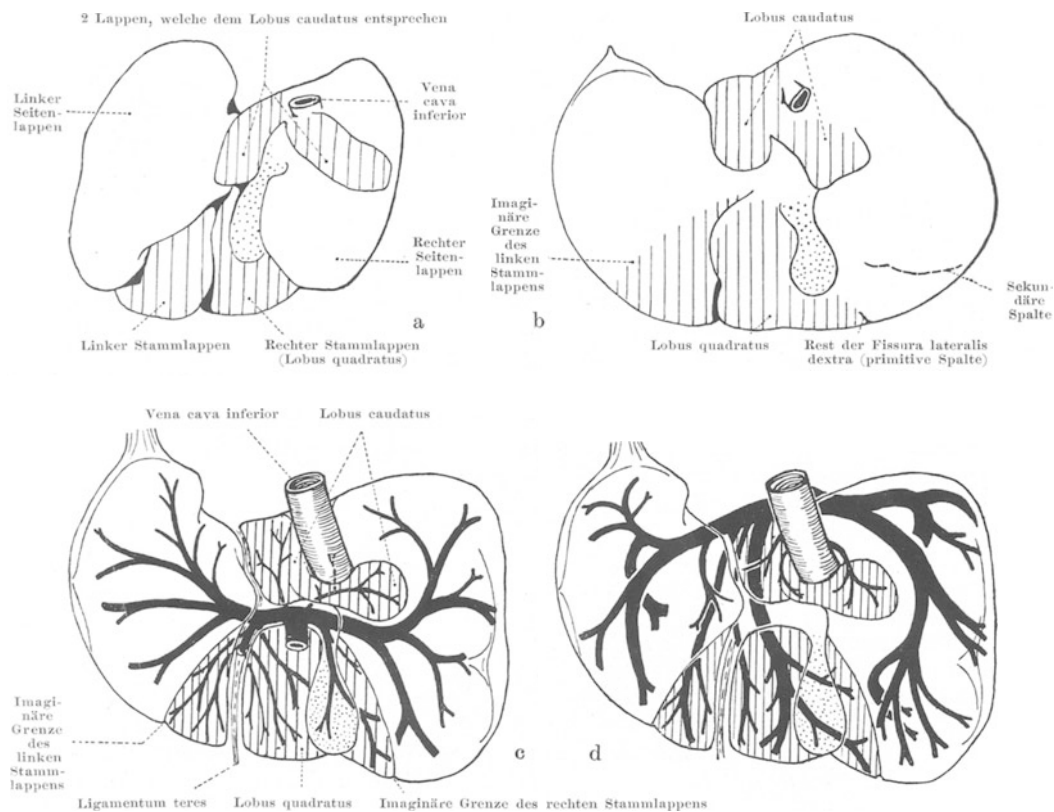 2 Lappen, welche dem Lobus caudatus entsprechen
Lobus caudatus
Linker
Seiten-
lappen
Vena
cava
inferior
Imagi-
näre
Grenze
des
linken
Stamm-
lappens
Rechter
Seiten-
lappen
Sekun-
däre
Spalte
a
b
Linker Stammlappen
Rechter Stammlappen
(Lobus quadratus)
Lobus quadratus
Rest der Fissura lateralis
dextra (primitive Spalte)
Vena cava inferior
Lobus caudatus
Imagi-
näre
Grenze
des
linken
Stamm-
lappens
c
d
Ligamentum teres
Lobus quadratus
Imaginäre Grenze des rechten Stammlappens